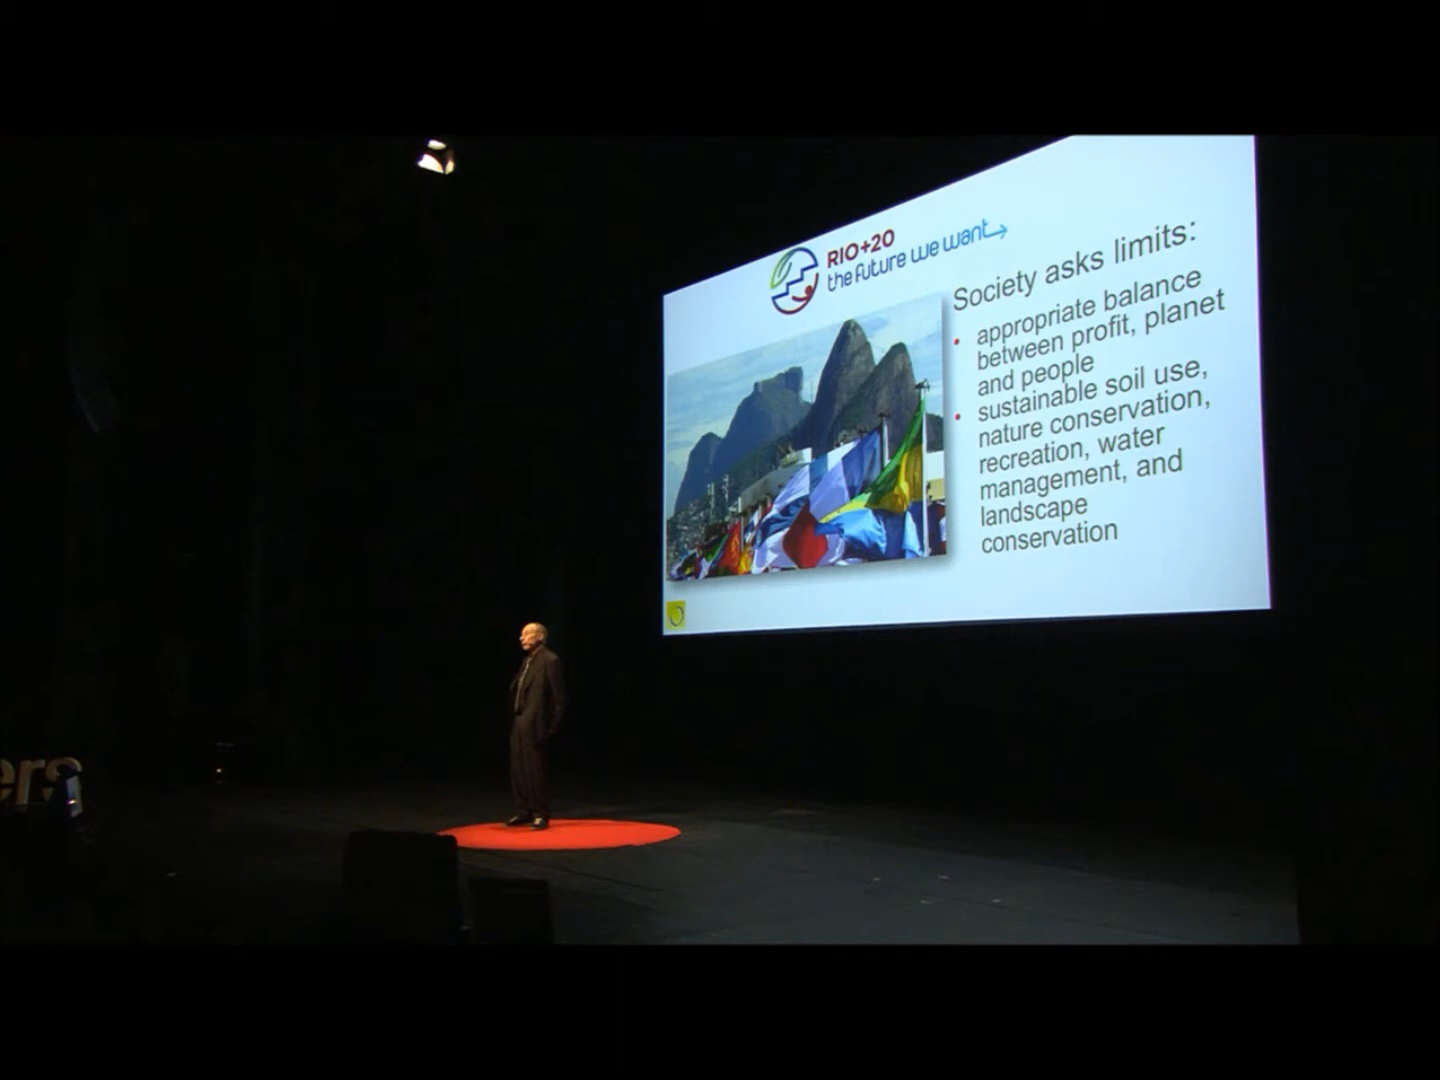 RIO+20
the future we want
Society asks limits:
• appropriate balance
between profit, planet
and people
• sustainable soil use,
nature conservation,
recreation, water
management, and
landscape
conservation
ers